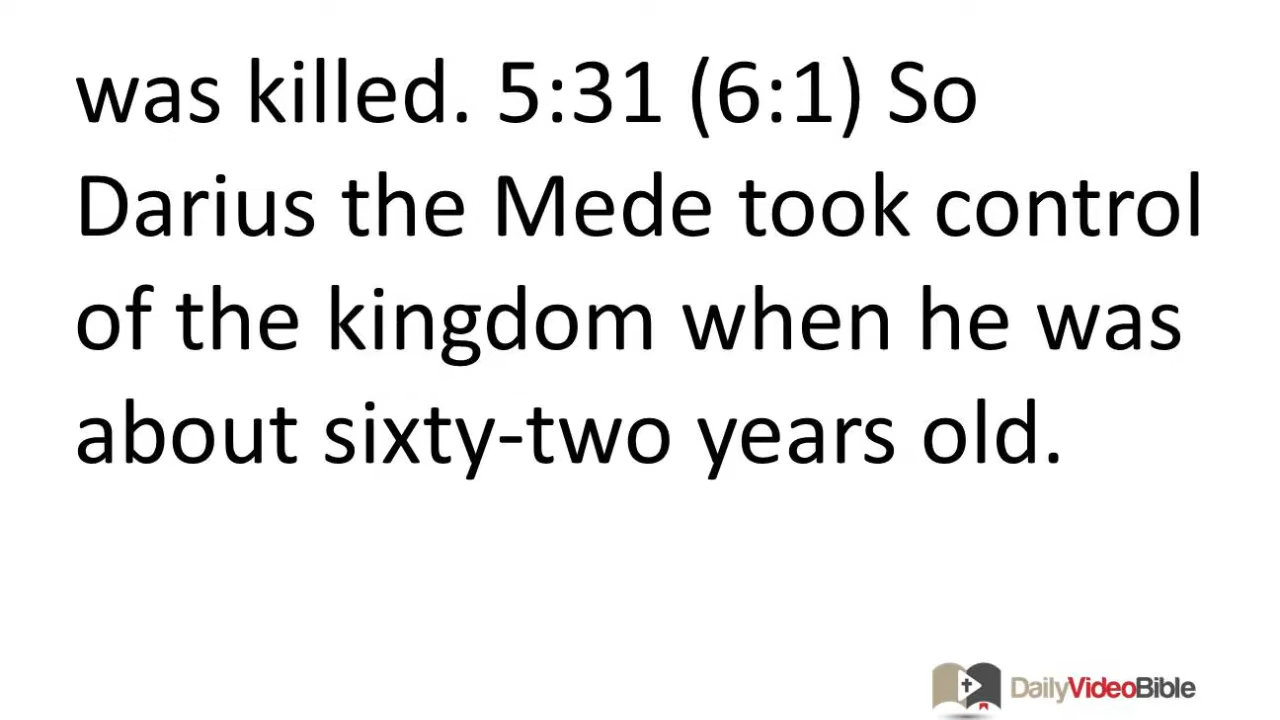 was killed. 5:31 (6:1) So
Darius the Mede took control
of the kingdom when he was
about sixty-two years old.
DailyVideoBible